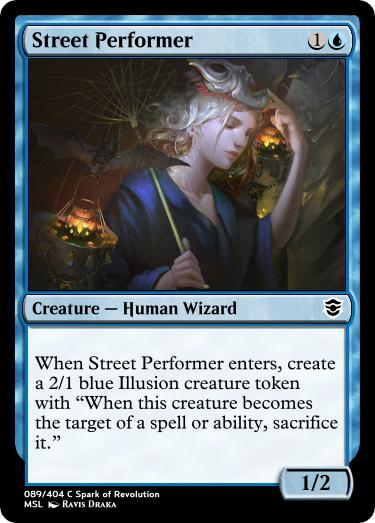 Street Performer 1
Creature — Human Wizard
When Street Performer enters, create
a 2/1 blue Illusion creature token
with “When this creature becomes
the target of a spell or ability, sacrifice
it.”
1/2
089/404 C Spark of Revolution
MSL Ravis Draka